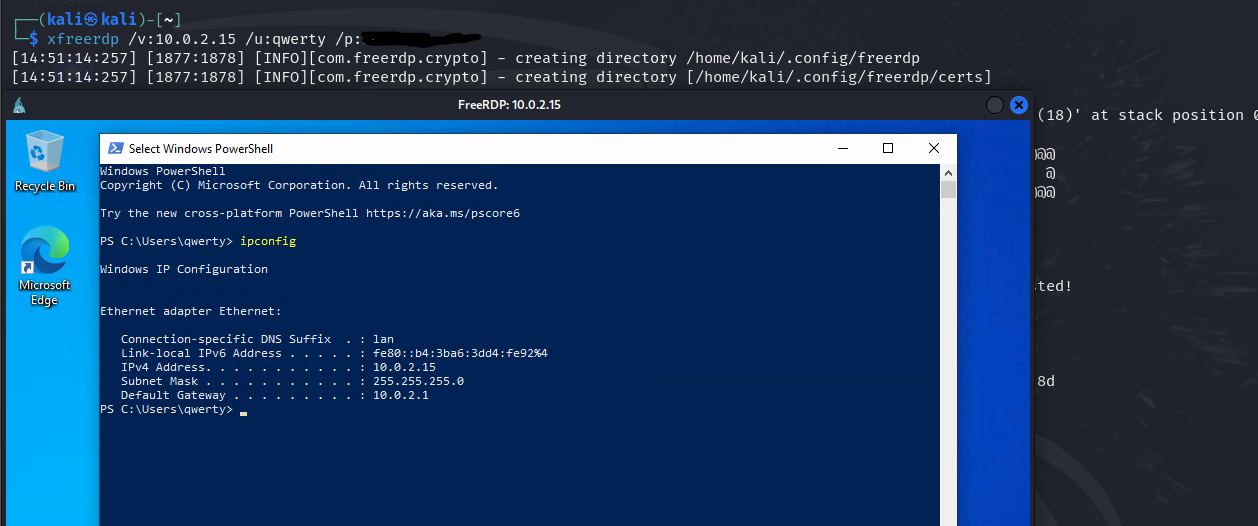 ┌──(kali㉿kali)-[~]
└─$ xfreerdp /v:10.0.2.15 /u:qwerty /p:
[14:51:14:257] [1877:1878] [INFO][com.freerdp.crypto] - creating directory /home/kali/.config/freerdp
[14:51:14:257] [1877:1878] [INFO][com.freerdp.crypto] - creating directory [/home/kali/.config/freerdp/certs]
FreeRDP: 10.0.2.15
(18)' at stack position 0
@@@
@
@@@
sted!
8d
Recycle Bin
Microsoft
Edge
Select Windows PowerShell
Windows PowerShell
Copyright (C) Microsoft Corporation. All rights reserved.
Try the new cross-platform PowerShell https://aka.ms/pscore6
PS C:\Users\qwerty> ipconfig
Windows IP Configuration
Ethernet adapter Ethernet:
Connection-specific DNS Suffix  . : lan
Link-local IPv6 Address . . . . . : fe80::b4:3ba6:3dd4:fe92%4
IPv4 Address. . . . . . . . . . . : 10.0.2.15
Subnet Mask . . . . . . . . . . . : 255.255.255.0
Default Gateway . . . . . . . . . : 10.0.2.1
PS C:\Users\qwerty>